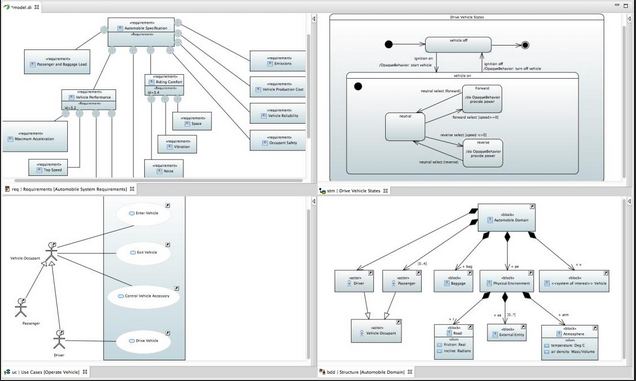 *model.di
«requirement»
Automobile Specification
«requirement»
Passenger and Baggage Load
«requirement»
Emissions
«requirement»
Vehicle Production Cost
«requirement»
Vehicle Reliability
«requirement»
Occupant Safety
«requirement»
Riding Comfort
«requirement»
Vehicle Performance
«requirement»
Space
«requirement»
Vibration
«requirement»
Noise
«requirement»
Maximum Acceleration
«requirement»
Top Speed
req | Requirements [Automobile System Requirements]
Drive Vehicle States
vehicle off
ignition on
/OpaqueBehavior start vehicle
ignition off
/OpaqueBehavior turn off vehicle
vehicle on
neutral select (forward)
forward
/do OpaqueBehavior
provide power
neutral
forward select [speed>=0]
reverse select [speed <=0]
reverse
/do OpaqueBehavior
provide power
neutral select (reverse)
stm | Drive Vehicle States
Enter Vehicle
Exit Vehicle
Vehicle Occupant
Control Vehicle Accessory
Passenger
Driver
Drive Vehicle
uc | Use Cases [Operate Vehicle]
«block»
Automobile Domain
[0..4]
+ bag
+ pe
+ v
«actor»
Driver
«actor»
Passenger
«block»
Baggage
«block»
Physical Environment
«block»
«system of interest» Vehicle
+ r
+ ee
[0..*]
+ atm
«actor»
Vehicle Occupant
«block»
Road
friction: Real
incline: Radians
«block»
External Entity
«block»
Atmosphere
temperature: Deg C
air density: Mass/Volume
bdd | Structure [Automobile Domain]